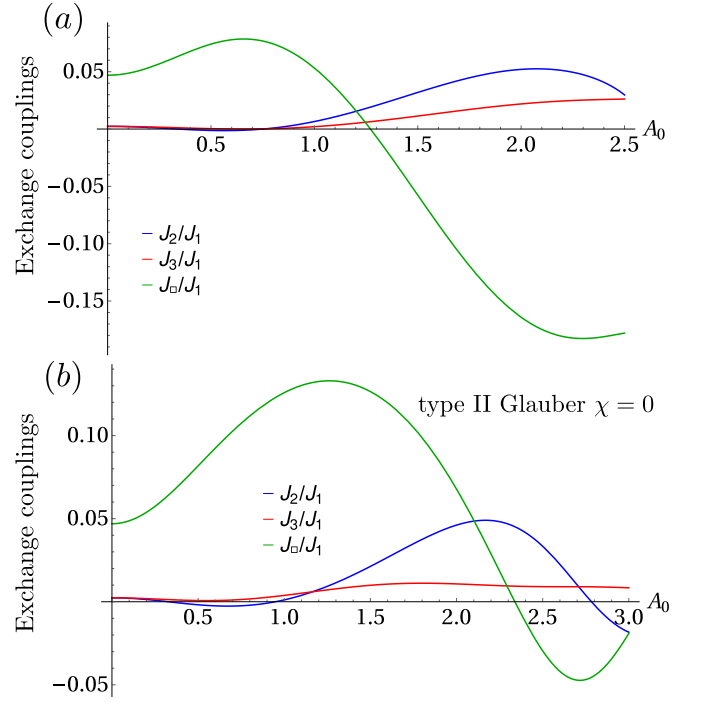 (a)
Exchange couplings
0.05
−0.05
−0.10
−0.15
0.5 1.0 1.5 2.0 2.5
A₀
J₂/J₁
J₃/J₁
J□/J₁
(b)
type II Glauber χ = 0
Exchange couplings
0.10
0.05
−0.05
0.5 1.0 1.5 2.0 2.5 3.0
A₀
J₂/J₁
J₃/J₁
J□/J₁